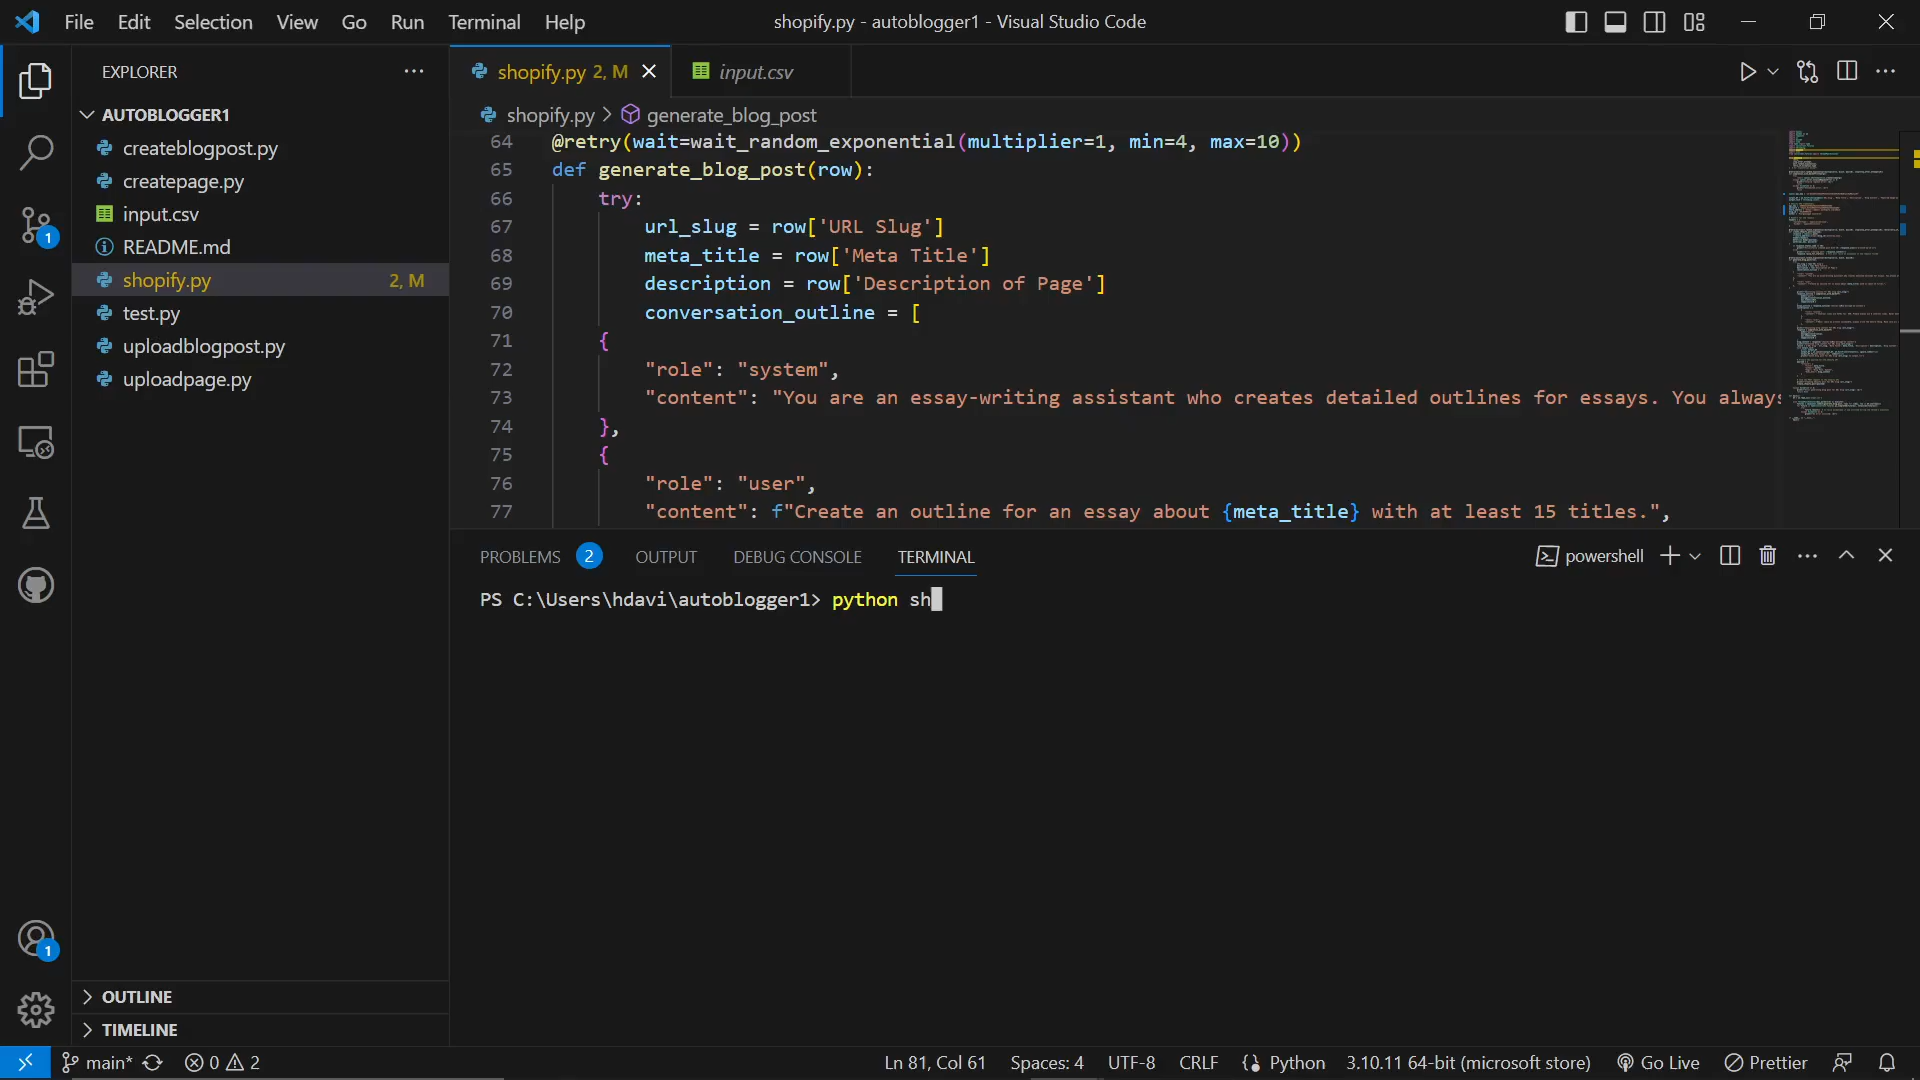 File Edit Selection View Go Run Terminal Help
shopify.py - autoblogger1 - Visual Studio Code
EXPLORER
AUTOBLOGGER1
createblogpost.py
createpage.py
input.csv
README.md
shopify.py 2, M
test.py
uploadblogpost.py
uploadpage.py
OUTLINE
TIMELINE
1
1
shopify.py 2, M
input.csv
shopify.py > generate_blog_post
64 @retry(wait=wait_random_exponential(multiplier=1, min=4, max=10))
65 def generate_blog_post(row):
66 try:
67 url_slug = row['URL Slug']
68 meta_title = row['Meta Title']
69 description = row['Description of Page']
70 conversation_outline = [
71 {
72 "role": "system",
73 "content": "You are an essay-writing assistant who creates detailed outlines for essays. You always
74 },
75 {
76 "role": "user",
77 "content": f"Create an outline for an essay about {meta_title} with at least 15 titles.",
PROBLEMS 2 OUTPUT DEBUG CONSOLE TERMINAL
powershell
PS C:\Users\hdavi\autoblogger1> python sh
main* 0 2
Ln 81, Col 61 Spaces: 4 UTF-8 CRLF Python 3.10.11 64-bit (microsoft store) Go Live Prettier